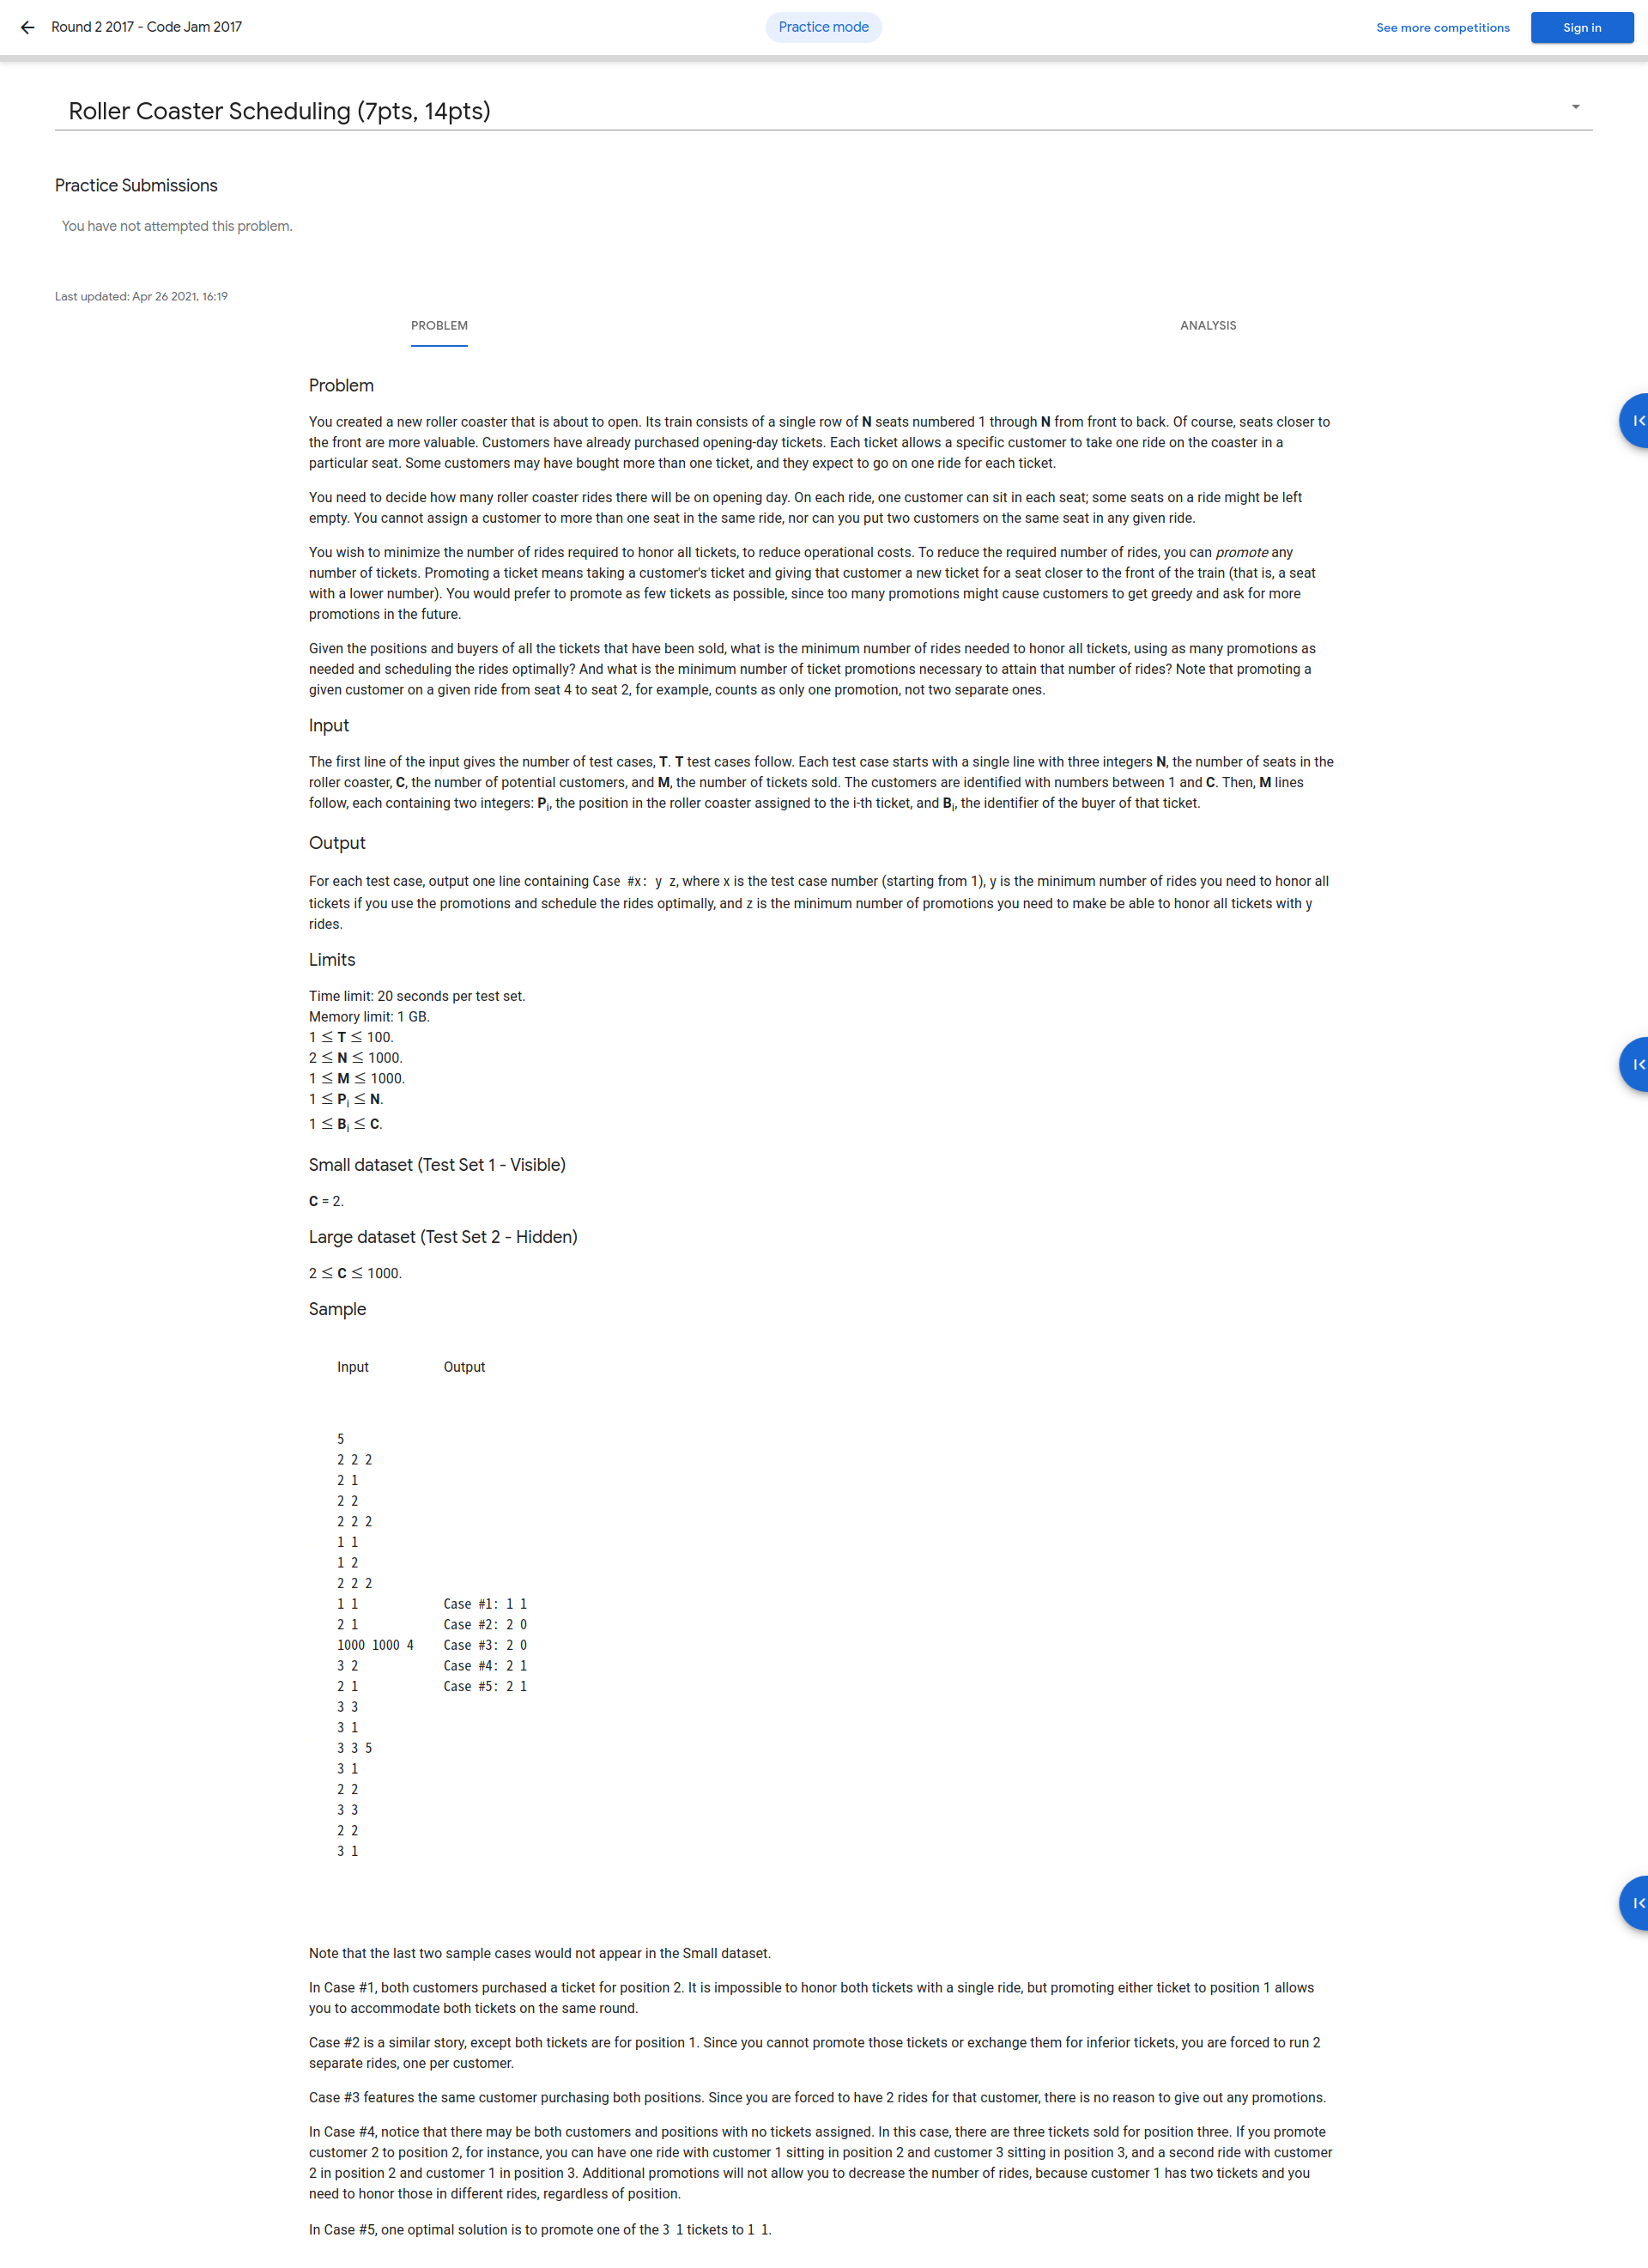 Round 2 2017 - Code Jam 2017
Practice mode
See more competitions
Sign in
Roller Coaster Scheduling (7pts, 14pts)
Practice Submissions
You have not attempted this problem.
Last updated: Apr 26 2021, 16:19
PROBLEM
ANALYSIS
Problem
You created a new roller coaster that is about to open. Its train consists of a single row of N seats numbered 1 through N from front to back. Of course, seats closer to
the front are more valuable. Customers have already purchased opening-day tickets. Each ticket allows a specific customer to take one ride on the coaster in a
particular seat. Some customers may have bought more than one ticket, and they expect to go on one ride for each ticket.
You need to decide how many roller coaster rides there will be on opening day. On each ride, one customer can sit in each seat; some seats on a ride might be left
empty. You cannot assign a customer to more than one seat in the same ride, nor can you put two customers on the same seat in any given ride.
You wish to minimize the number of rides required to honor all tickets, to reduce operational costs. To reduce the required number of rides, you can promote any
number of tickets. Promoting a ticket means taking a customer's ticket and giving that customer a new ticket for a seat closer to the front of the train (that is, a seat
with a lower number). You would prefer to promote as few tickets as possible, since too many promotions might cause customers to get greedy and ask for more
promotions in the future.
Given the positions and buyers of all the tickets that have been sold, what is the minimum number of rides needed to honor all tickets, using as many promotions as
needed and scheduling the rides optimally? And what is the minimum number of ticket promotions necessary to attain that number of rides? Note that promoting a
given customer on a given ride from seat 4 to seat 2, for example, counts as only one promotion, not two separate ones.
Input
The first line of the input gives the number of test cases, T. T test cases follow. Each test case starts with a single line with three integers N, the number of seats in the
roller coaster, C, the number of potential customers, and M, the number of tickets sold. The customers are identified with numbers between 1 and C. Then, M lines
follow, each containing two integers: Pi, the position in the roller coaster assigned to the i-th ticket, and Bi, the identifier of the buyer of that ticket.
Output
For each test case, output one line containing Case #x: y z, where x is the test case number (starting from 1), y is the minimum number of rides you need to honor all
tickets if you use the promotions and schedule the rides optimally, and z is the minimum number of promotions you need to make be able to honor all tickets with y
rides.
Limits
Time limit: 20 seconds per test set.
Memory limit: 1 GB.
1 ≤ T ≤ 100.
2 ≤ N ≤ 1000.
1 ≤ M ≤ 1000.
1 ≤ Pi ≤ N.
1 ≤ Bi ≤ C.
Small dataset (Test Set 1 - Visible)
C = 2.
Large dataset (Test Set 2 - Hidden)
2 ≤ C ≤ 1000.
Sample
Input Output
5
2 2 2
2 1
2 2
2 2 2
1 1
1 2
2 2 2
1 1 Case #1: 1 1
2 1 Case #2: 2 0
1000 1000 4 Case #3: 2 0
3 2 Case #4: 2 1
2 1 Case #5: 2 1
3 3
3 1
3 3 5
3 1
2 2
3 3
2 2
3 1
Note that the last two sample cases would not appear in the Small dataset.
In Case #1, both customers purchased a ticket for position 2. It is impossible to honor both tickets with a single ride, but promoting either ticket to position 1 allows
you to accommodate both tickets on the same round.
Case #2 is a similar story, except both tickets are for position 1. Since you cannot promote those tickets or exchange them for inferior tickets, you are forced to run 2
separate rides, one per customer.
Case #3 features the same customer purchasing both positions. Since you are forced to have 2 rides for that customer, there is no reason to give out any promotions.
In Case #4, notice that there may be both customers and positions with no tickets assigned. In this case, there are three tickets sold for position three. If you promote
customer 2 to position 2, for instance, you can have one ride with customer 1 sitting in position 2 and customer 3 sitting in position 3, and a second ride with customer
2 in position 2 and customer 1 in position 3. Additional promotions will not allow you to decrease the number of rides, because customer 1 has two tickets and you
need to honor those in different rides, regardless of position.
In Case #5, one optimal solution is to promote one of the 3 1 tickets to 1 1.